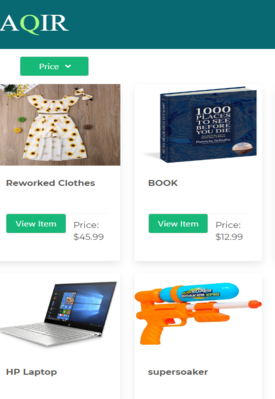 AQIR
Price
1000
PLACES
TO SEE
BEFORE
YOU DIE
Reworked Clothes
BOOK
View Item
Price:
$45.99
View Item
Price:
$12.99
HP Laptop
supersoaker